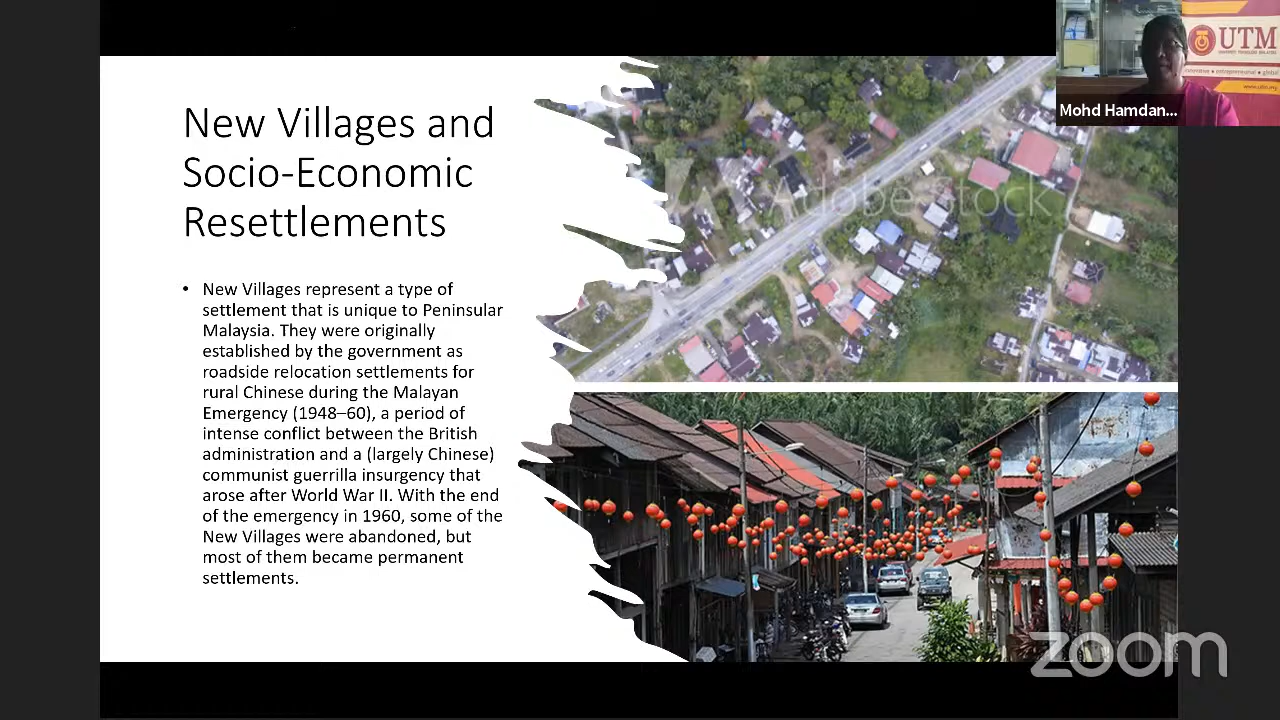 New Villages and
Socio-Economic
Resettlements
• New Villages represent a type of
settlement that is unique to Peninsular
Malaysia. They were originally
established by the government as
roadside relocation settlements for
rural Chinese during the Malayan
Emergency (1948–60), a period of
intense conflict between the British
administration and a (largely Chinese)
communist guerrilla insurgency that
arose after World War II. With the end
of the emergency in 1960, some of the
New Villages were abandoned, but
most of them became permanent
settlements.
Adobe Stock
UTM
Mohd Hamdan...
zoom